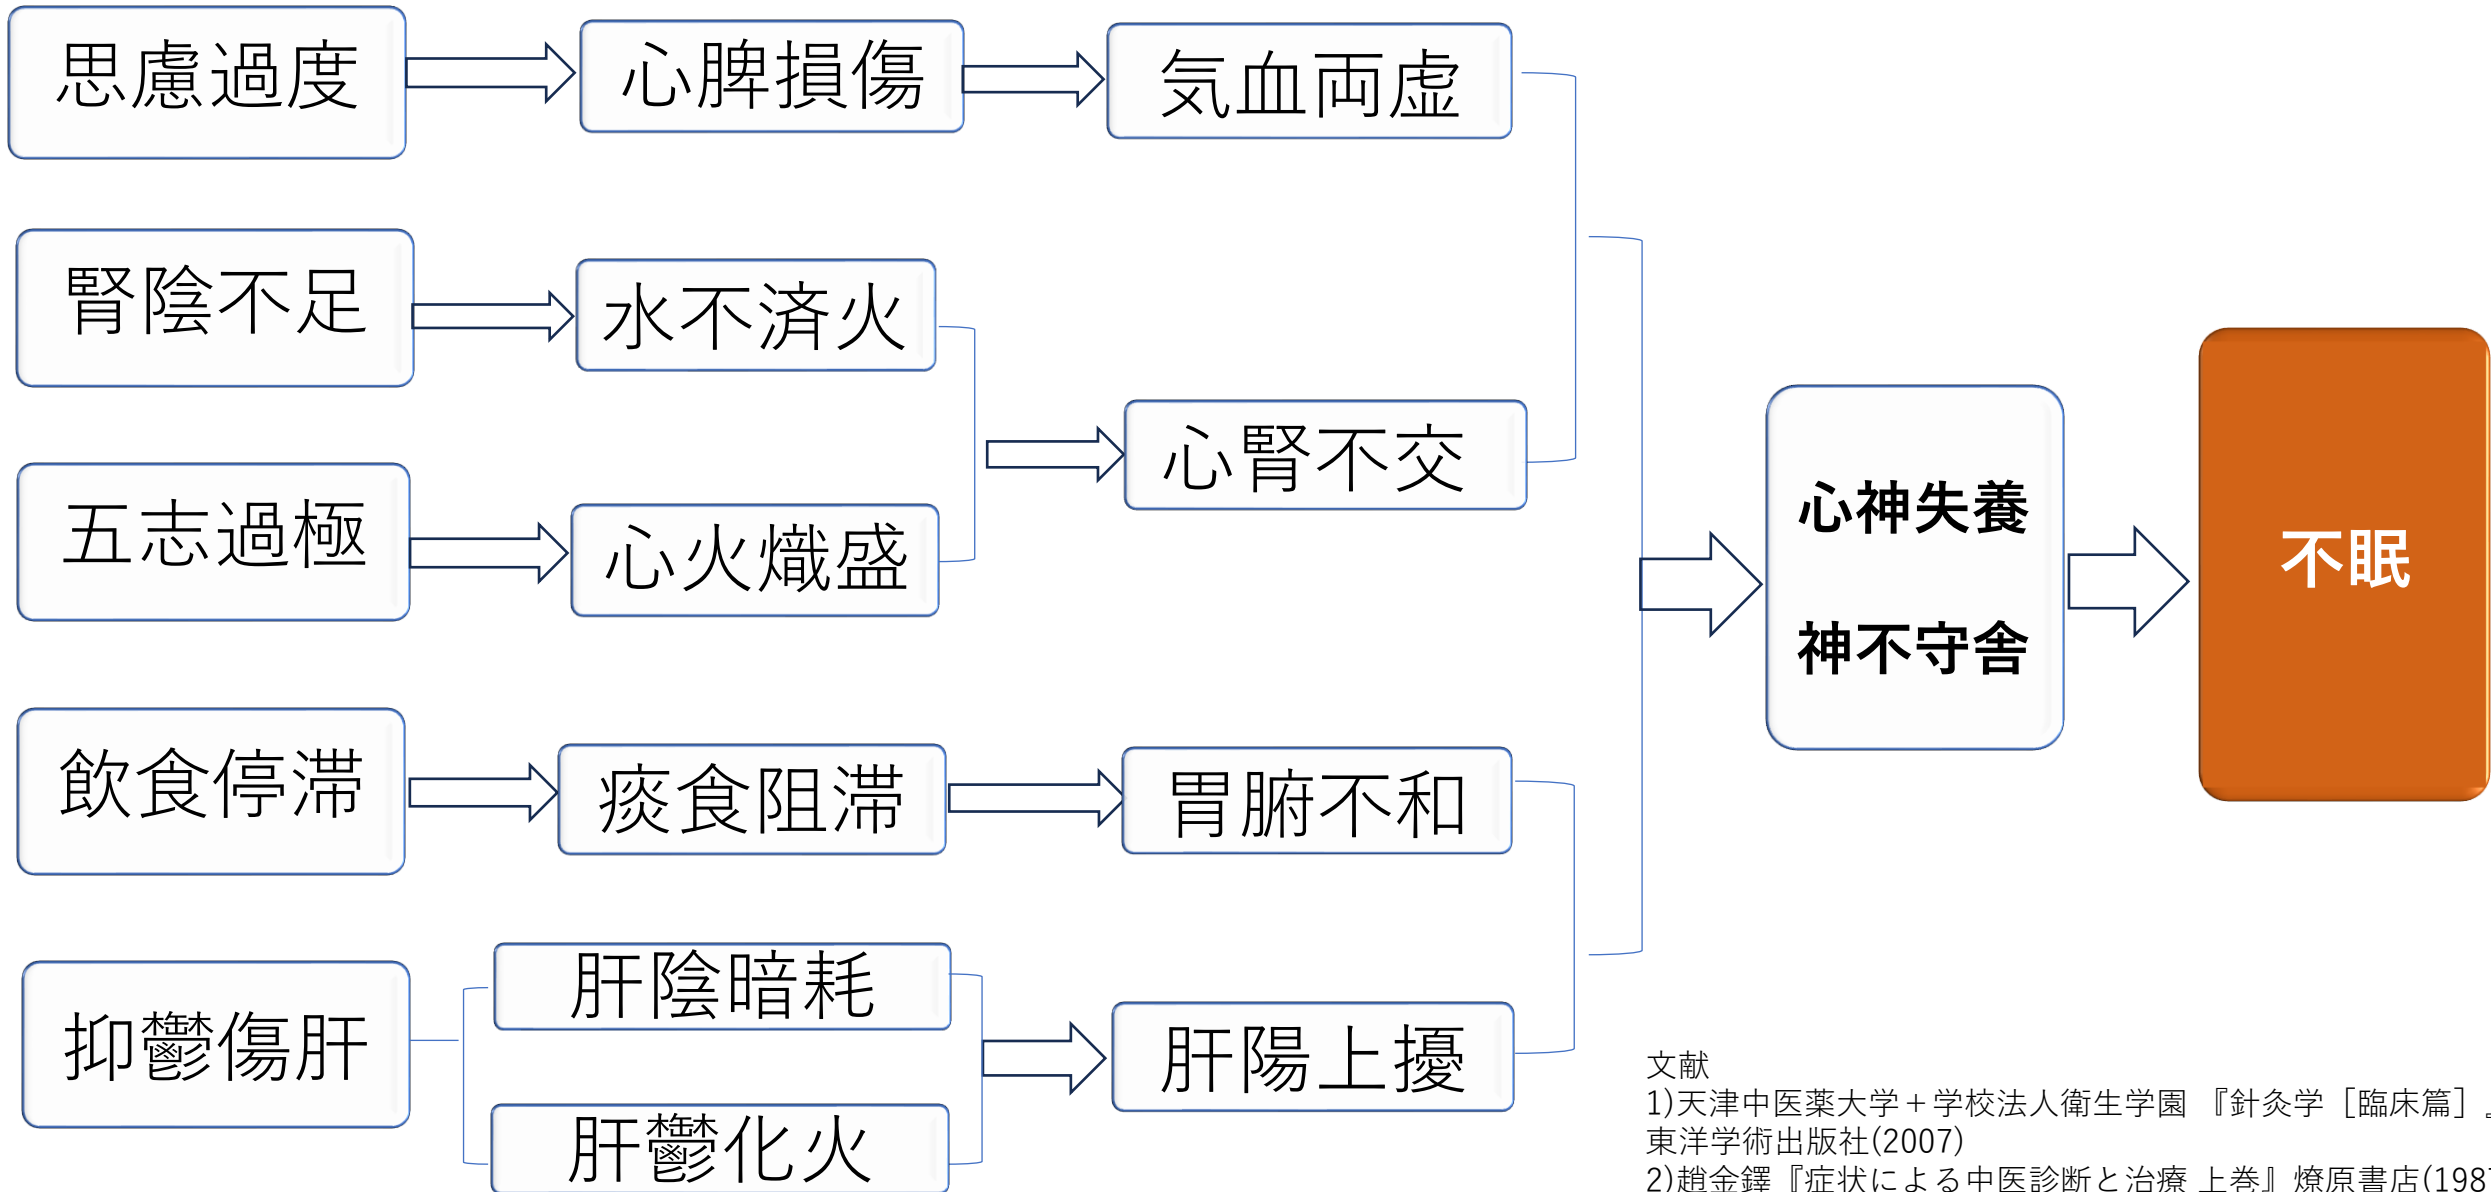 思慮過度
心脾損傷
気血両虚
腎陰不足
水不済火
五志過極
心火熾盛
心腎不交
飲食停滞
痰食阻滞
胃腑不和
抑鬱傷肝
肝陰暗耗
肝鬱化火
肝陽上擾
心神失養
神不守舎
不眠
文献
1)天津中医薬大学+学校法人衛生学園 『針灸学［臨床篇］』
東洋学術出版社(2007)
2)趙金鐸『症状による中医診断と治療 上巻』燎原書店(198